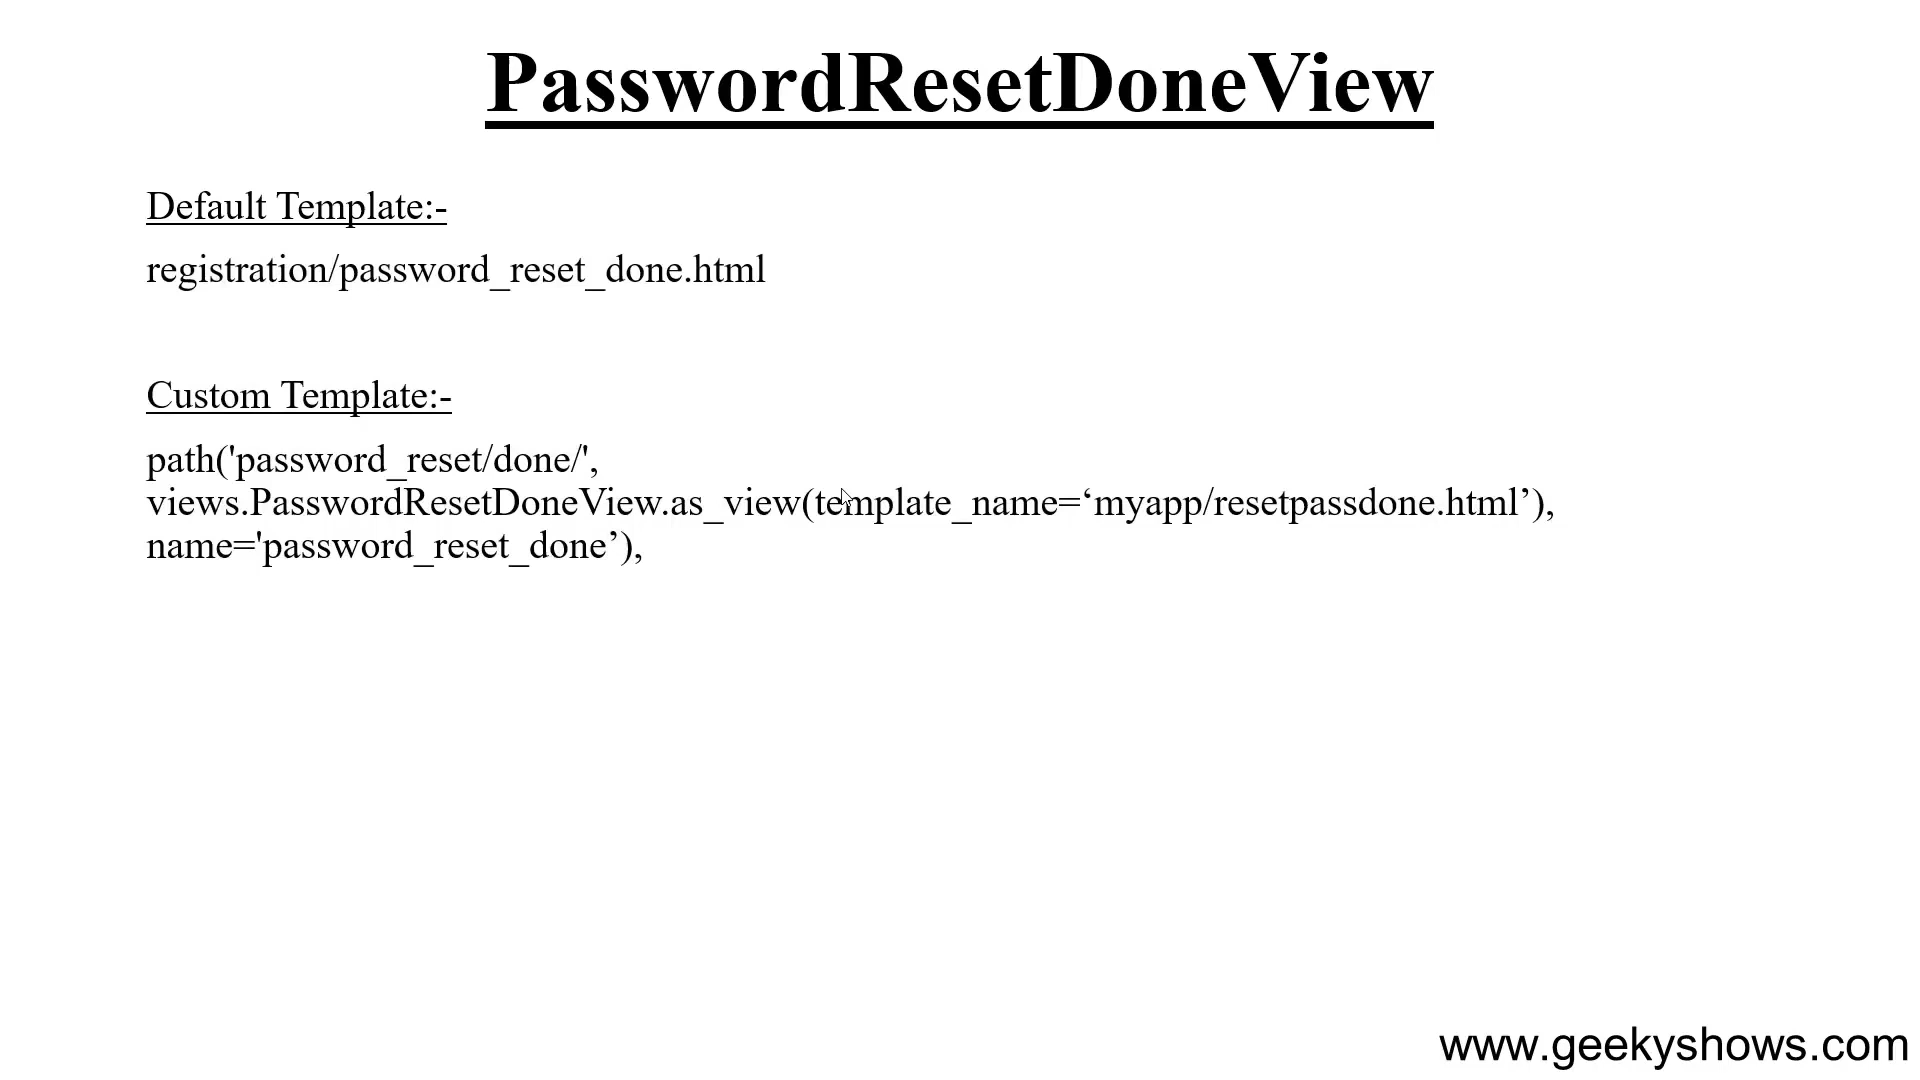 PasswordResetDoneView
Default Template:-
registration/password_reset_done.html
Custom Template:-
path('password_reset/done/',
views.PasswordResetDoneView.as_view(template_name=‘myapp/resetpassdone.html’),
name='password_reset_done’),
www.geekyshows.com